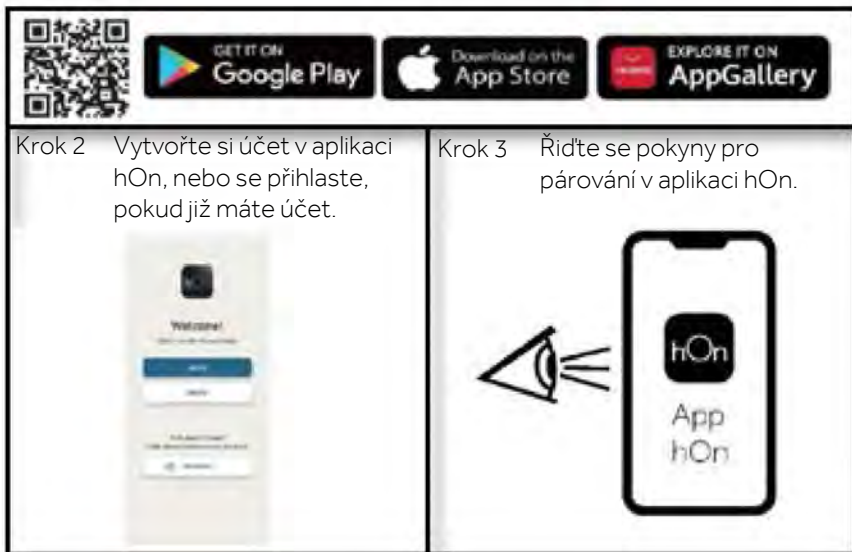 GET IT ON
Google Play
Download on the
App Store
EXPLORE IT ON
AppGallery
Krok 2 Vytvořte si účet v aplikaci
hOn, nebo se přihlaste,
pokud již máte účet.
Krok 3 Řiďte se pokyny pro
párování v aplikaci hOn.
Welcome!
hOn
App
hOn